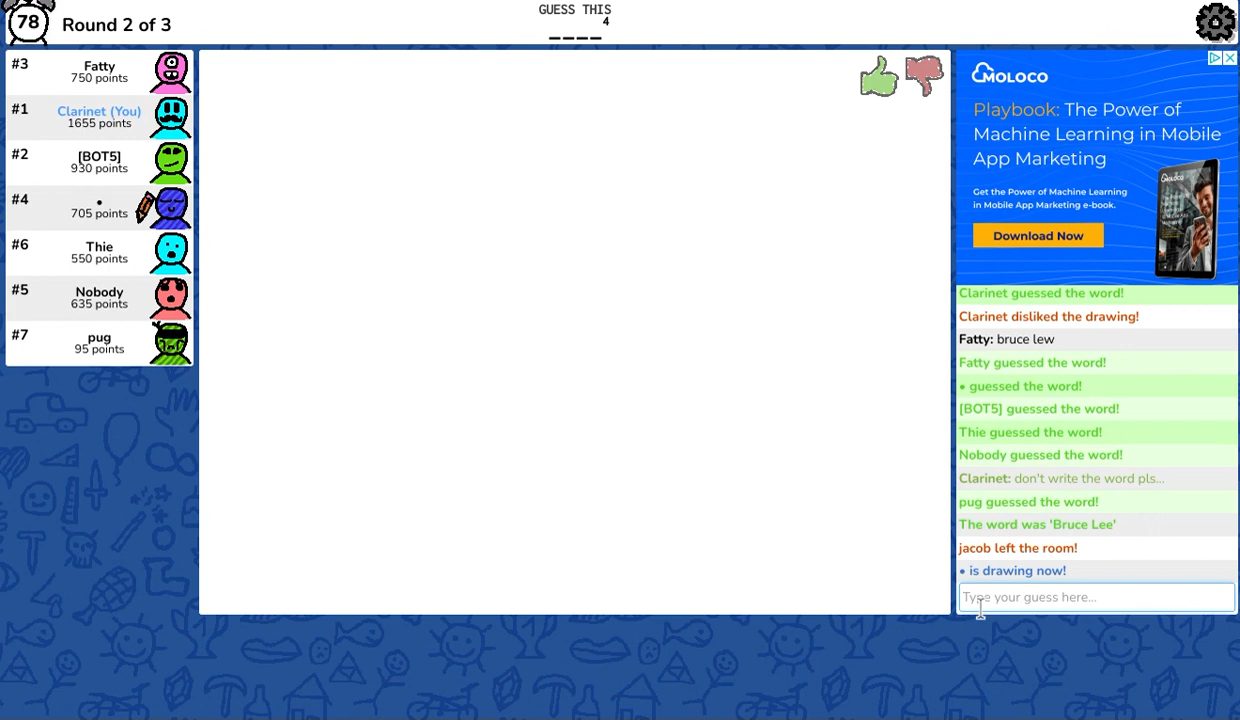 78
Round 2 of 3
GUESS THIS
____ 4
#3
Fatty
750 points
#1
Clarinet (You)
1655 points
#2
[BOT5]
930 points
#4
•
705 points
#6
Thie
550 points
#5
Nobody
635 points
#7
pug
95 points
MOLOCO
Playbook: The Power of
Machine Learning in Mobile
App Marketing
Get the Power of Machine Learning
in Mobile App Marketing e-book.
Download Now
Clarinet guessed the word!
Clarinet disliked the drawing!
Fatty: bruce lew
Fatty guessed the word!
• guessed the word!
[BOT5] guessed the word!
Thie guessed the word!
Nobody guessed the word!
Clarinet: don't write the word pls...
pug guessed the word!
The word was 'Bruce Lee'
jacob left the room!
• is drawing now!
Type your guess here...